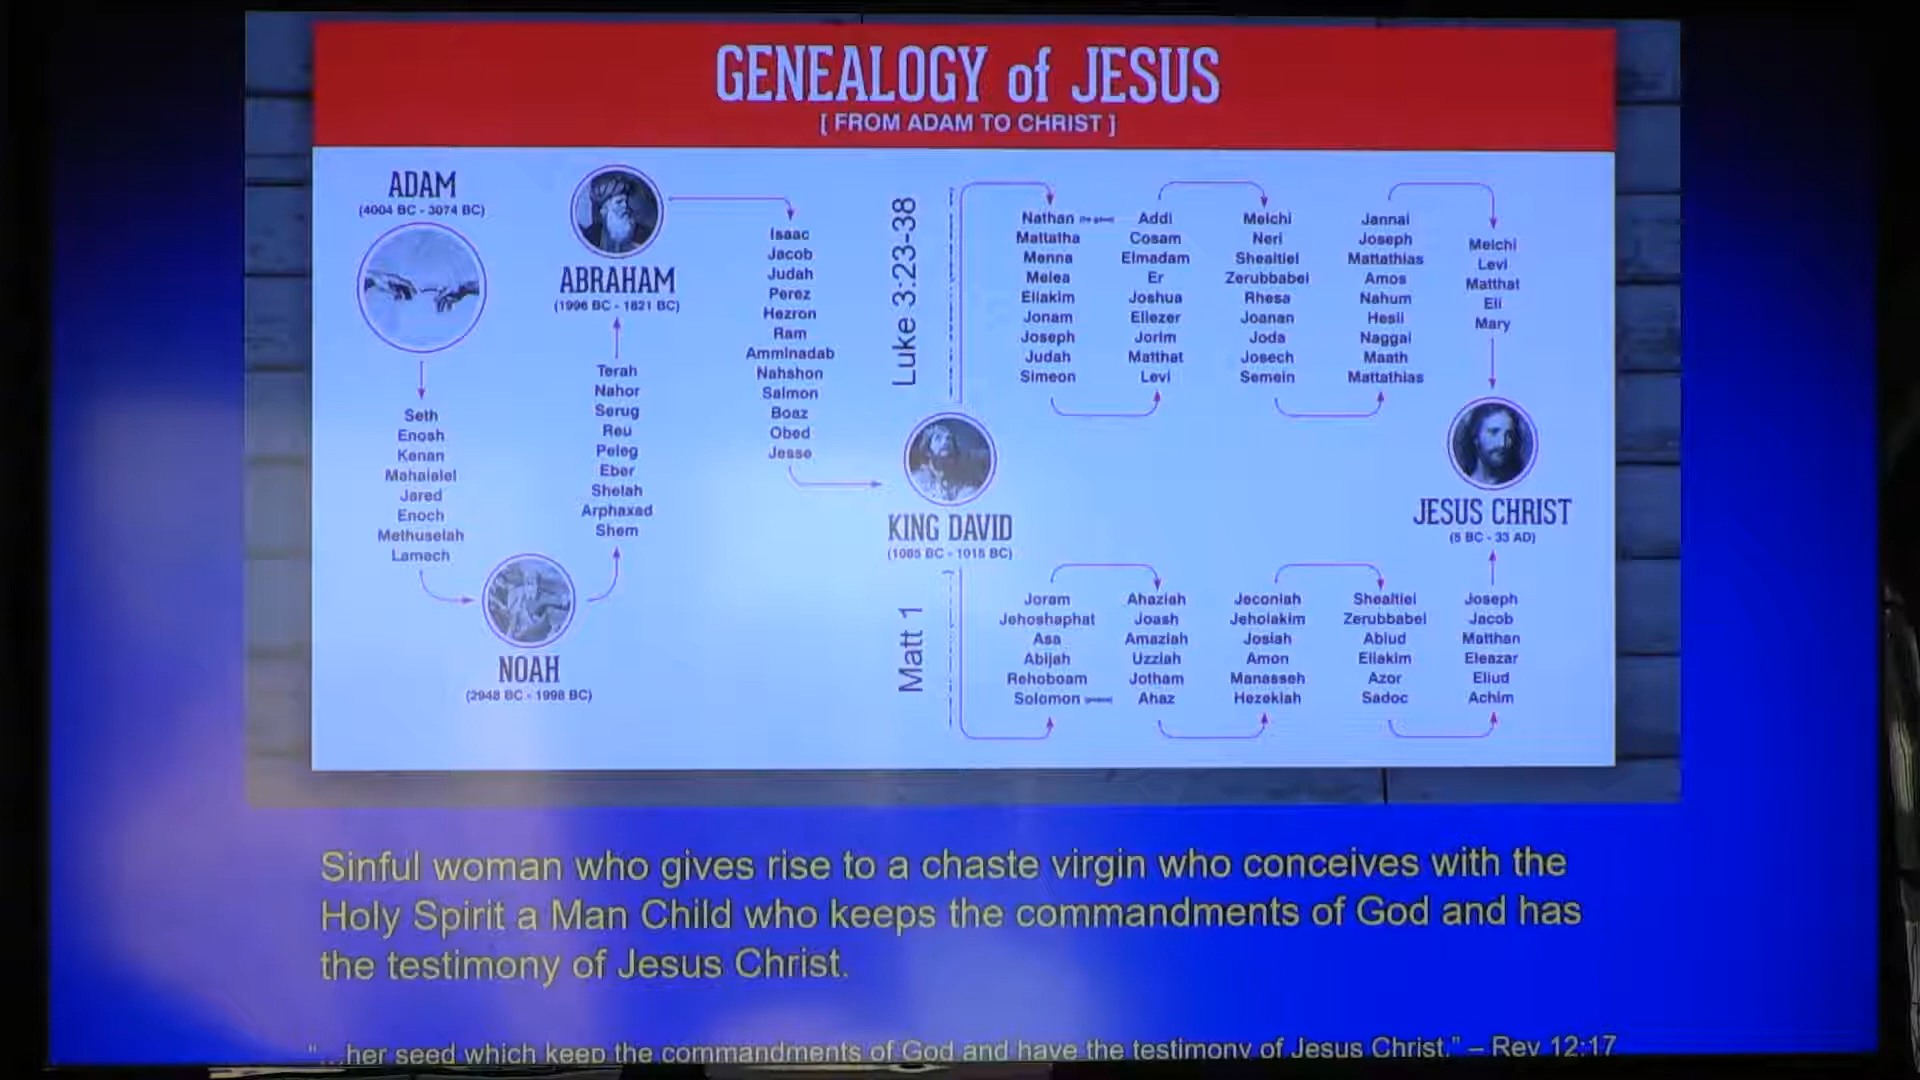 GENEALOGY of JESUS
[ FROM ADAM TO CHRIST ]
ADAM
(4004 BC - 3074 BC)
Seth
Enosh
Kenan
Mahalalel
Jared
Enoch
Methuselah
Lamech
NOAH
(2948 BC - 1998 BC)
Terah
Nahor
Serug
Reu
Peleg
Eber
Shelah
Arphaxad
Shem
ABRAHAM
(1996 BC - 1821 BC)
Isaac
Jacob
Judah
Perez
Hezron
Ram
Amminadab
Nahshon
Salmon
Boaz
Obed
Jesse
KING DAVID
(1085 BC - 1015 BC)
Luke 3:23-38
Nathan
Mattatha
Menna
Melea
Eliakim
Jonam
Joseph
Judah
Simeon
Addi
Cosam
Elmadam
Er
Joshua
Eliezer
Jorim
Matthat
Levi
Melchi
Neri
Shealtiel
Zerubbabel
Rhesa
Joanan
Joda
Josech
Semein
Jannai
Joseph
Mattathias
Amos
Nahum
Hesli
Naggai
Maath
Mattathias
Melchi
Levi
Matthat
Eli
Mary
Matt 1
Joram
Jehoshaphat
Asa
Abijah
Rehoboam
Solomon
Ahaziah
Joash
Amaziah
Uzziah
Jotham
Ahaz
Jeconiah
Jehoiakim
Josiah
Amon
Manasseh
Hezekiah
Shealtiel
Zerubbabel
Abiud
Eliakim
Azor
Sadoc
Joseph
Jacob
Matthan
Eleazar
Eliud
Achim
JESUS CHRIST
(5 BC - 33 AD)
Sinful woman who gives rise to a chaste virgin who conceives with the
Holy Spirit a Man Child who keeps the commandments of God and has
the testimony of Jesus Christ.
"...her seed which keep the commandments of God and have the testimony of Jesus Christ." – Rev 12:17